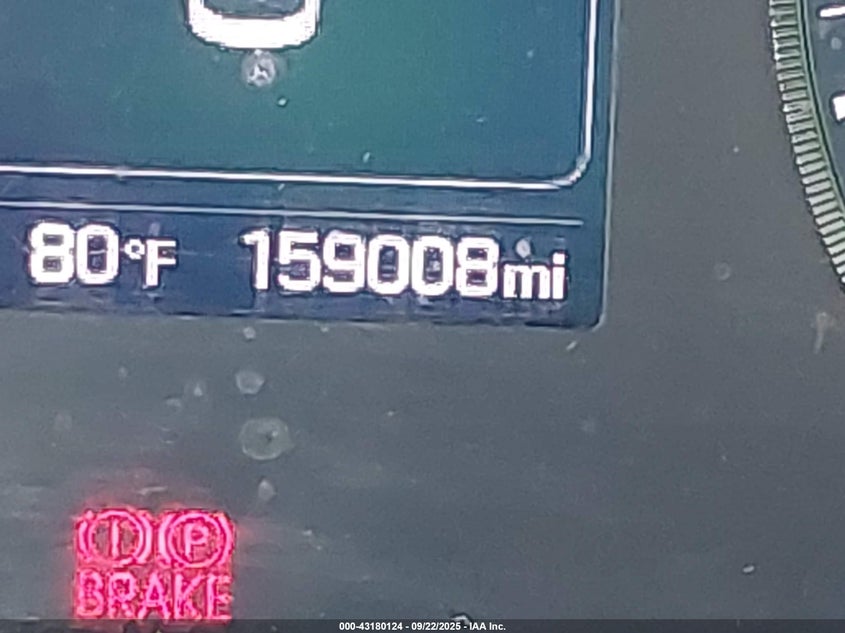 80°F 159008mi
(!) (P)
BRAKE
000-43180124 - 09/22/2025 - IAA Inc.